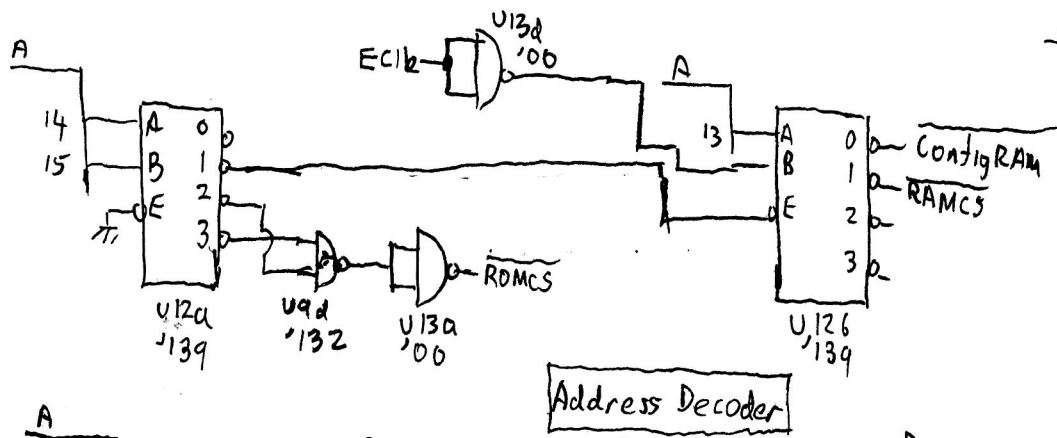 U13d
'00
EClk
A
A
14
15
A
B
E
0
1
2
3
13
A
B
E
0
1
2
3
ConfigRAM
RAMCS
ROMCS
U12a
'139
U9d
'132
U13a
'00
U12b
'139
Address Decoder
A